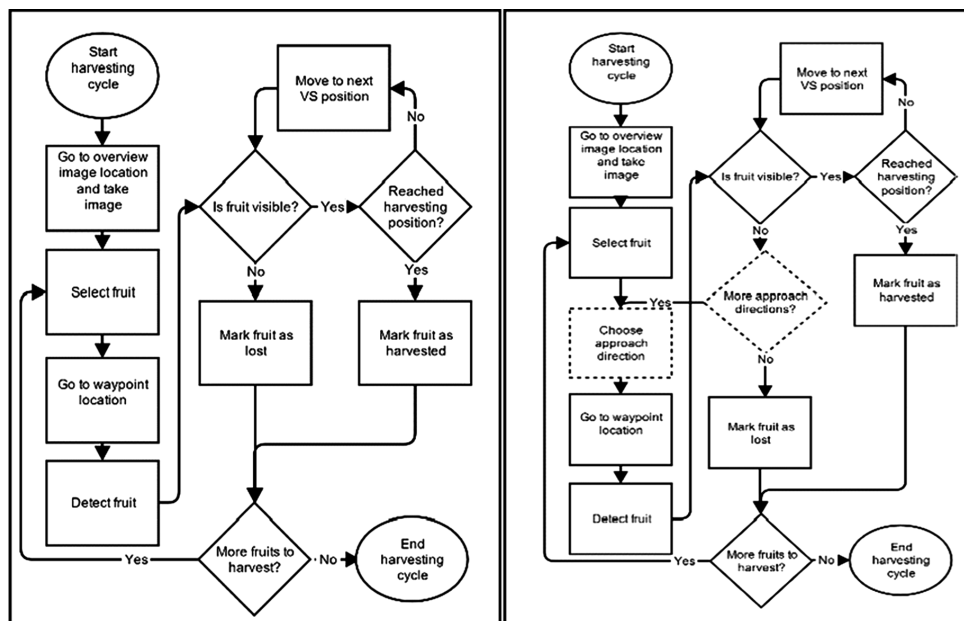 Start
harvesting
cycle
Go to overview
image location
and take
image
Select fruit
Go to waypoint
location
Detect fruit
Move to next
VS position
No
Is fruit visible?
Yes
Reached
harvesting
position?
No
Yes
Mark fruit as
lost
Mark fruit as
harvested
More fruits to
harvest?
Yes
No
End
harvesting
cycle
Start
harvesting
cycle
Go to overview
image location
and take
image
Select fruit
Choose
approach
direction
Go to waypoint
location
Detect fruit
Move to next
VS position
No
Is fruit visible?
Yes
Reached
harvesting
position?
No
Yes
More approach
directions?
Yes
No
Mark fruit as
harvested
Mark fruit as
lost
More fruits to
harvest?
Yes
No
End
harvesting
cycle